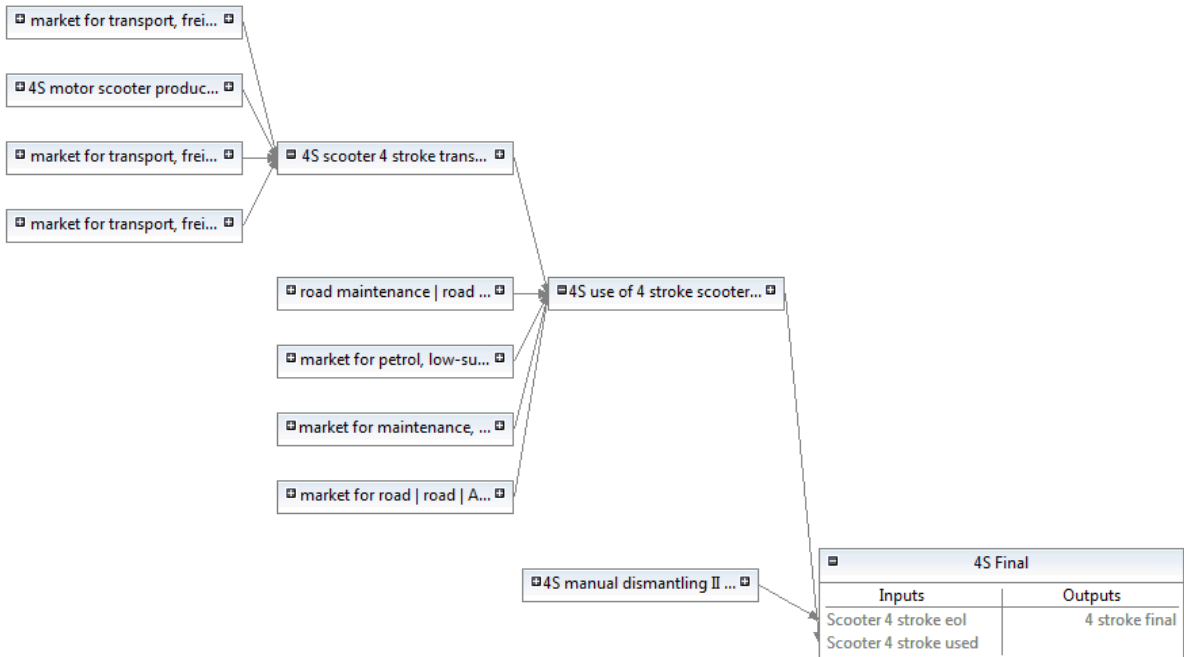 market for transport, frei...
4S motor scooter produc...
market for transport, frei...
4S scooter 4 stroke trans...
market for transport, frei...
road maintenance | road ...
4S use of 4 stroke scooter...
market for petrol, low-su...
market for maintenance, ...
market for road | road | A...
4S Final
4S manual dismantling II ...
Inputs
Outputs
Scooter 4 stroke eol
4 stroke final
Scooter 4 stroke used